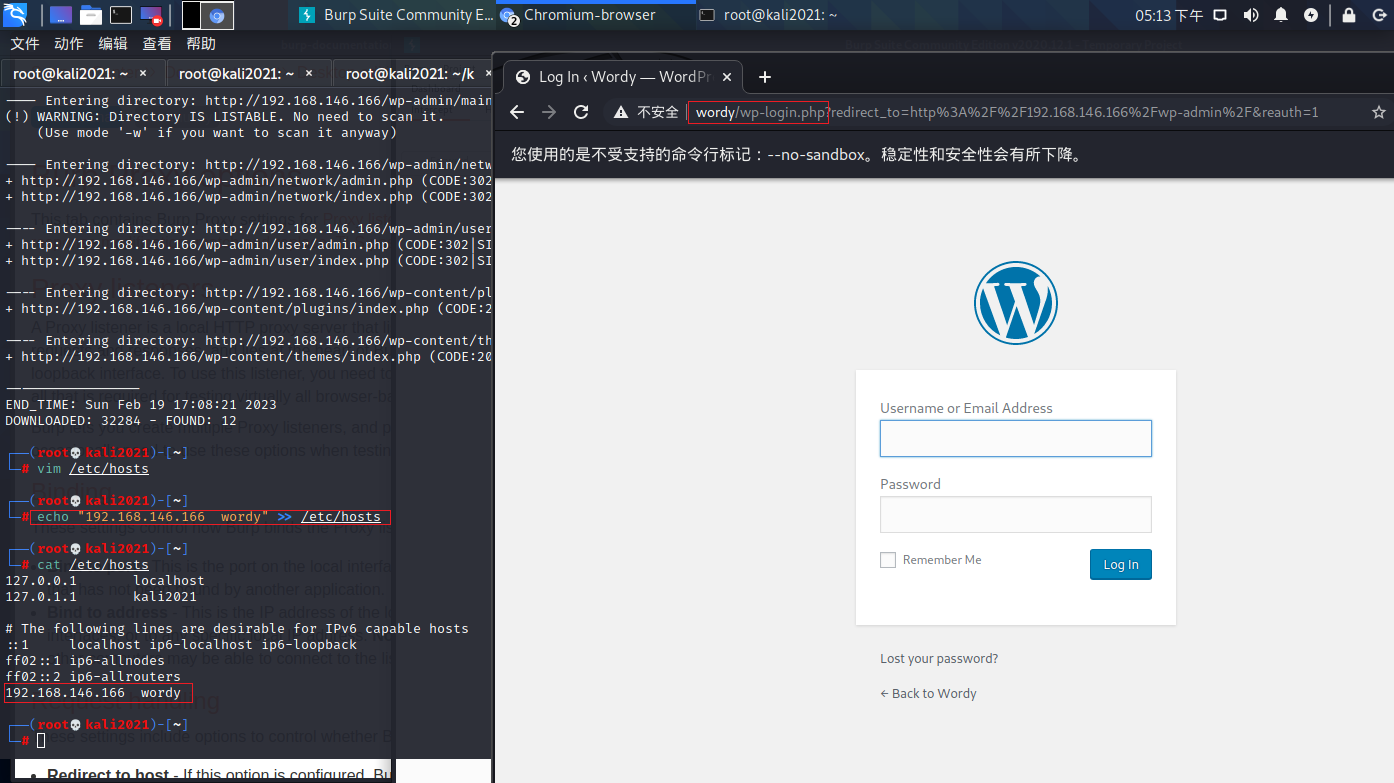 Burp Suite Community E...
2 Chromium-browser
root@kali2021: ~
05:13 下午
文件 动作 编辑 查看 帮助
root@kali2021: ~ ×
root@kali2021: ~ ×
root@kali2021: ~/k ×
---- Entering directory: http://192.168.146.166/wp-admin/main
(!) WARNING: Directory IS LISTABLE. No need to scan it.
(Use mode '-w' if you want to scan it anyway)
---- Entering directory: http://192.168.146.166/wp-admin/netw
+ http://192.168.146.166/wp-admin/network/admin.php (CODE:302
+ http://192.168.146.166/wp-admin/network/index.php (CODE:302
---- Entering directory: http://192.168.146.166/wp-admin/user
+ http://192.168.146.166/wp-admin/user/admin.php (CODE:302|SI
+ http://192.168.146.166/wp-admin/user/index.php (CODE:302|SI
---- Entering directory: http://192.168.146.166/wp-content/pl
+ http://192.168.146.166/wp-content/plugins/index.php (CODE:2
---- Entering directory: http://192.168.146.166/wp-content/th
+ http://192.168.146.166/wp-content/themes/index.php (CODE:20
-----------------
END_TIME: Sun Feb 19 17:08:21 2023
DOWNLOADED: 32284 - FOUND: 12
┌──(root💀kali2021)-[~]
└─# vim /etc/hosts
┌──(root💀kali2021)-[~]
└─# echo "192.168.146.166  wordy" >> /etc/hosts
┌──(root💀kali2021)-[~]
└─# cat /etc/hosts
127.0.0.1       localhost
127.0.1.1       kali2021
# The following lines are desirable for IPv6 capable hosts
::1     localhost ip6-localhost ip6-loopback
ff02::1 ip6-allnodes
ff02::2 ip6-allrouters
192.168.146.166  wordy
┌──(root💀kali2021)-[~]
└─#
Redirect to host - If this option is configured, Bu
Log In ‹ Wordy — WordPr ×
不安全 wordy/wp-login.php?redirect_to=http%3A%2F%2F192.168.146.166%2Fwp-admin%2F&reauth=1
您使用的是不受支持的命令行标记：--no-sandbox。稳定性和安全性会有所下降。
Username or Email Address
Password
Remember Me
Log In
Lost your password?
← Back to Wordy